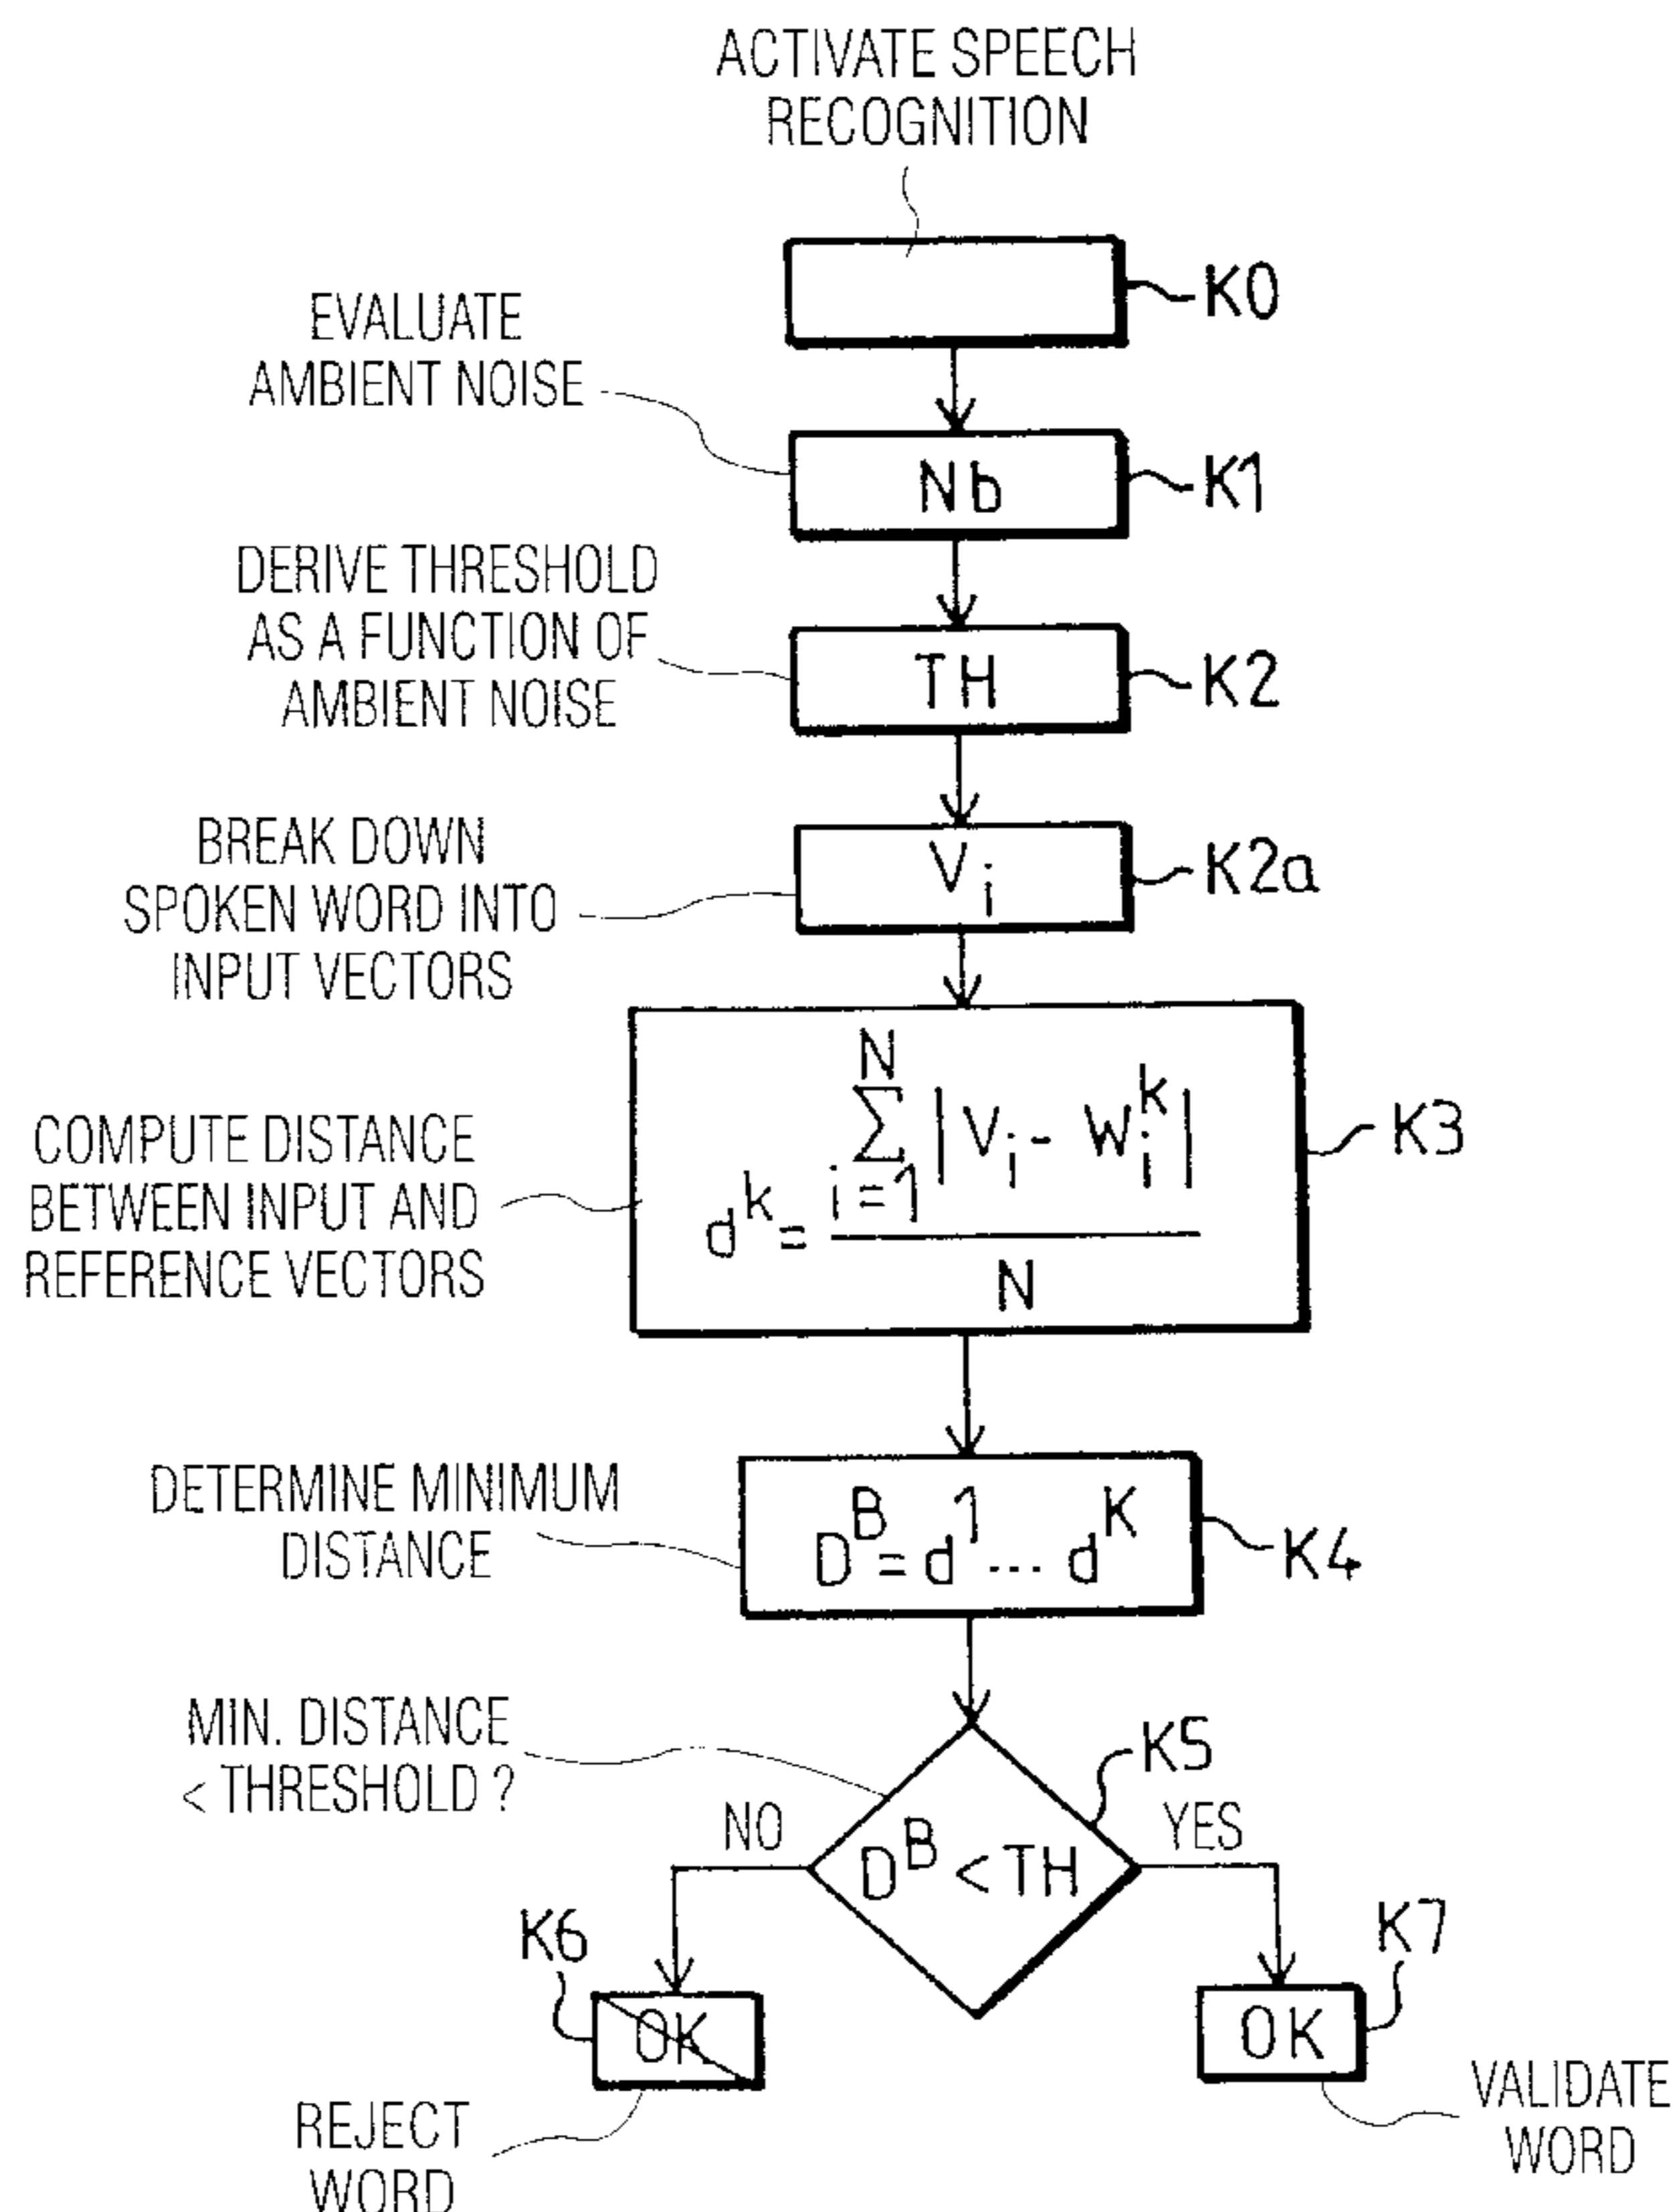 ACTIVATE SPEECH
RECOGNITION
K0
EVALUATE
AMBIENT NOISE
Nb
K1
DERIVE THRESHOLD
AS A FUNCTION OF
AMBIENT NOISE
TH
K2
BREAK DOWN
SPOKEN WORD INTO
INPUT VECTORS
V_i
K2a
COMPUTE DISTANCE
BETWEEN INPUT AND
REFERENCE VECTORS
N
∑ | V_i - W_i^k |
i=1
d^k =
N
K3
DETERMINE MINIMUM
DISTANCE
D^B = d^1 ... d^K
K4
MIN. DISTANCE
< THRESHOLD ?
K5
NO
D^B < TH
YES
K6
OK
K7
OK
REJECT
WORD
VALIDATE
WORD